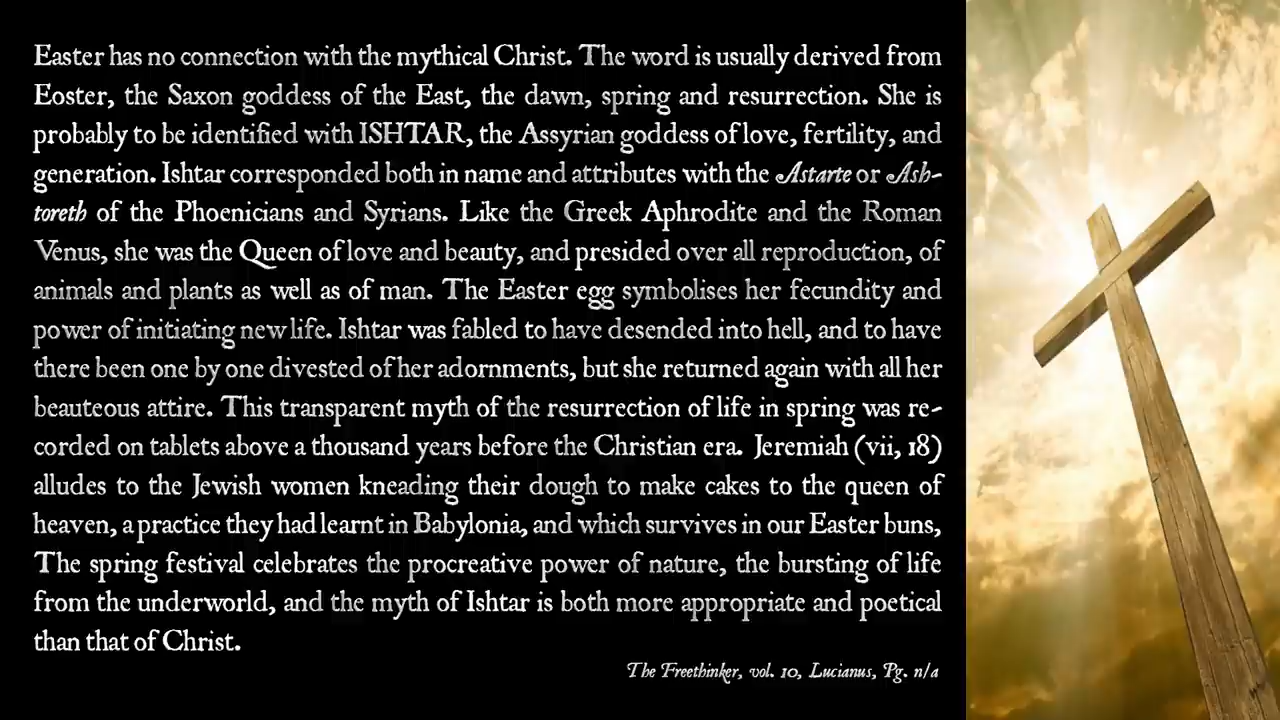 Easter has no connection with the mythical Christ. The word is usually derived from
Eoster, the Saxon goddess of the East, the dawn, spring and resurrection. She is
probably to be identified with ISHTAR, the Assyrian goddess of love, fertility, and
generation. Ishtar corresponded both in name and attributes with the Astarte or Ash-
toreth of the Phoenicians and Syrians. Like the Greek Aphrodite and the Roman
Venus, she was the Queen of love and beauty, and presided over all reproduction, of
animals and plants as well as of man. The Easter egg symbolises her fecundity and
power of initiating new life. Ishtar was fabled to have desended into hell, and to have
there been one by one divested of her adornments, but she returned again with all her
beauteous attire. This transparent myth of the resurrection of life in spring was re-
corded on tablets above a thousand years before the Christian era. Jeremiah (vii, 18)
alludes to the Jewish women kneading their dough to make cakes to the queen of
heaven, a practice they had learnt in Babylonia, and which survives in our Easter buns,
The spring festival celebrates the procreative power of nature, the bursting of life
from the underworld, and the myth of Ishtar is both more appropriate and poetical
than that of Christ.
The Freethinker, vol. 10, Lucianus, Pg. n/a